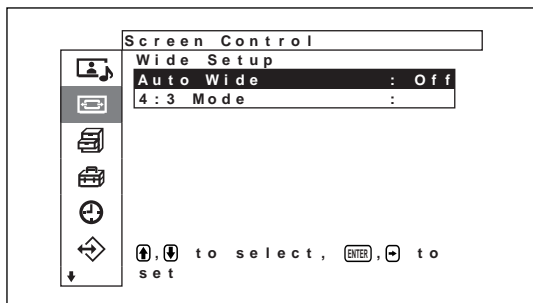 Screen Control
Wide Setup
Auto Wide : Off
4:3 Mode :
, to select, ENTER, to
set